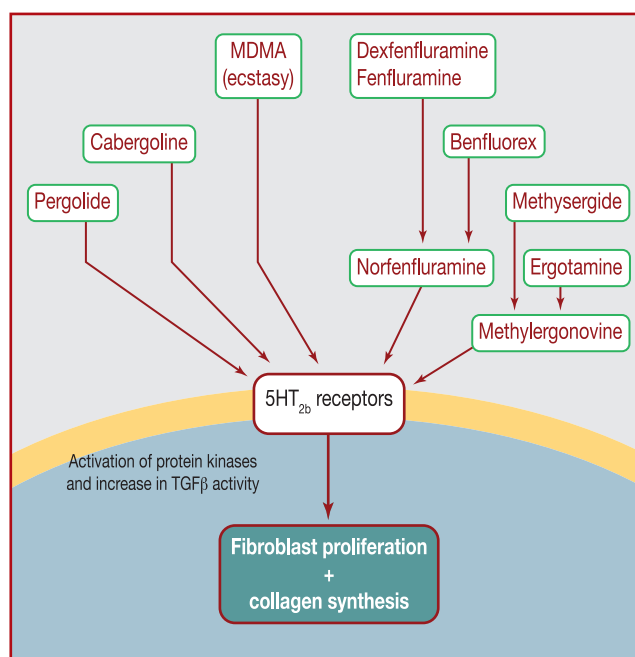 MDMA
(ecstasy)
Dexfenfluramine
Fenfluramine
Cabergoline
Benfluorex
Pergolide
Methysergide
Norfenfluramine
Ergotamine
Methylergonovine
5HT2b receptors
Activation of protein kinases
and increase in TGFβ activity
Fibroblast proliferation
+
collagen synthesis